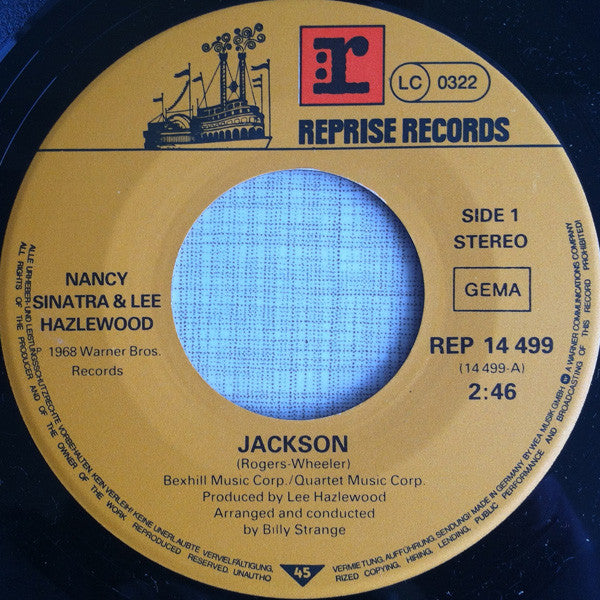 r
LC 0322
REPRISE RECORDS
SIDE 1
STEREO
GEMA
NANCY
SINATRA & LEE
HAZLEWOOD
℗ 1968 Warner Bros.
Records
REP 14 499
(14 499-A)
2:46
JACKSON
(Rogers-Wheeler)
Bexhill Music Corp./Quartet Music Corp.
Produced by Lee Hazlewood
Arranged and conducted
by Billy Strange
45
ALLE URHEBER- UND LEISTUNGSSCHUTZRECHTE VORBEHALTEN. KEIN VERLEIH! KEINE UNERLAUBTE VERVIELFÄLTIGUNG, VERMIETUNG, AUFFÜHRUNG, SENDUNG! MADE IN GERMANY BY WEA MUSIK GMBH A WARNER COMMUNICATIONS COMPANY
ALL RIGHTS OF THE PRODUCER AND OF THE OWNER OF THE WORK REPRODUCED RESERVED. UNAUTHO RIZED COPYING, HIRING, LENDING, PUBLIC PERFORMANCE AND BROADCASTING OF THIS RECORD PROHIBITED!